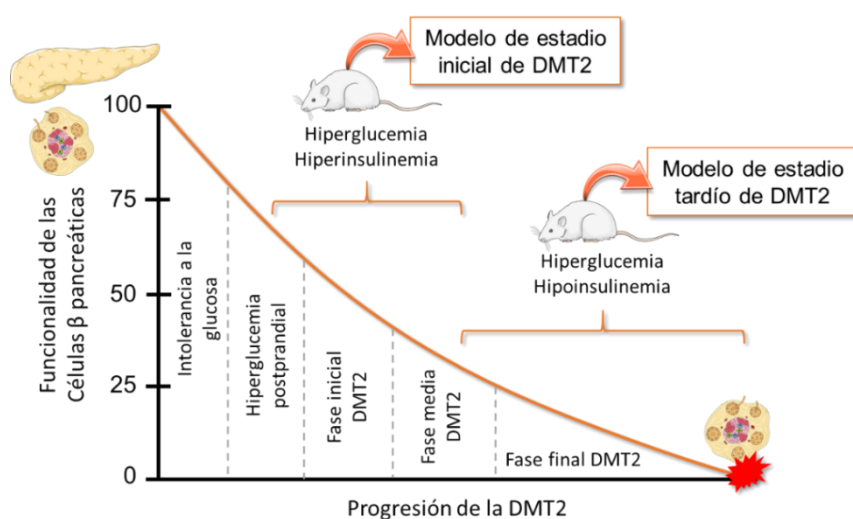 Modelo de estadio
inicial de DMT2
Hiperglucemia
Hiperinsulinemia
Modelo de estadio
tardío de DMT2
Hiperglucemia
Hipoinsulinemia
Funcionalidad de las
Células β pancreáticas
100
75
50
25
0
Intolerancia a la
glucosa
Hiperglucemia
postprandial
Fase inicial
DMT2
Fase media
DMT2
Fase final DMT2
Progresión de la DMT2